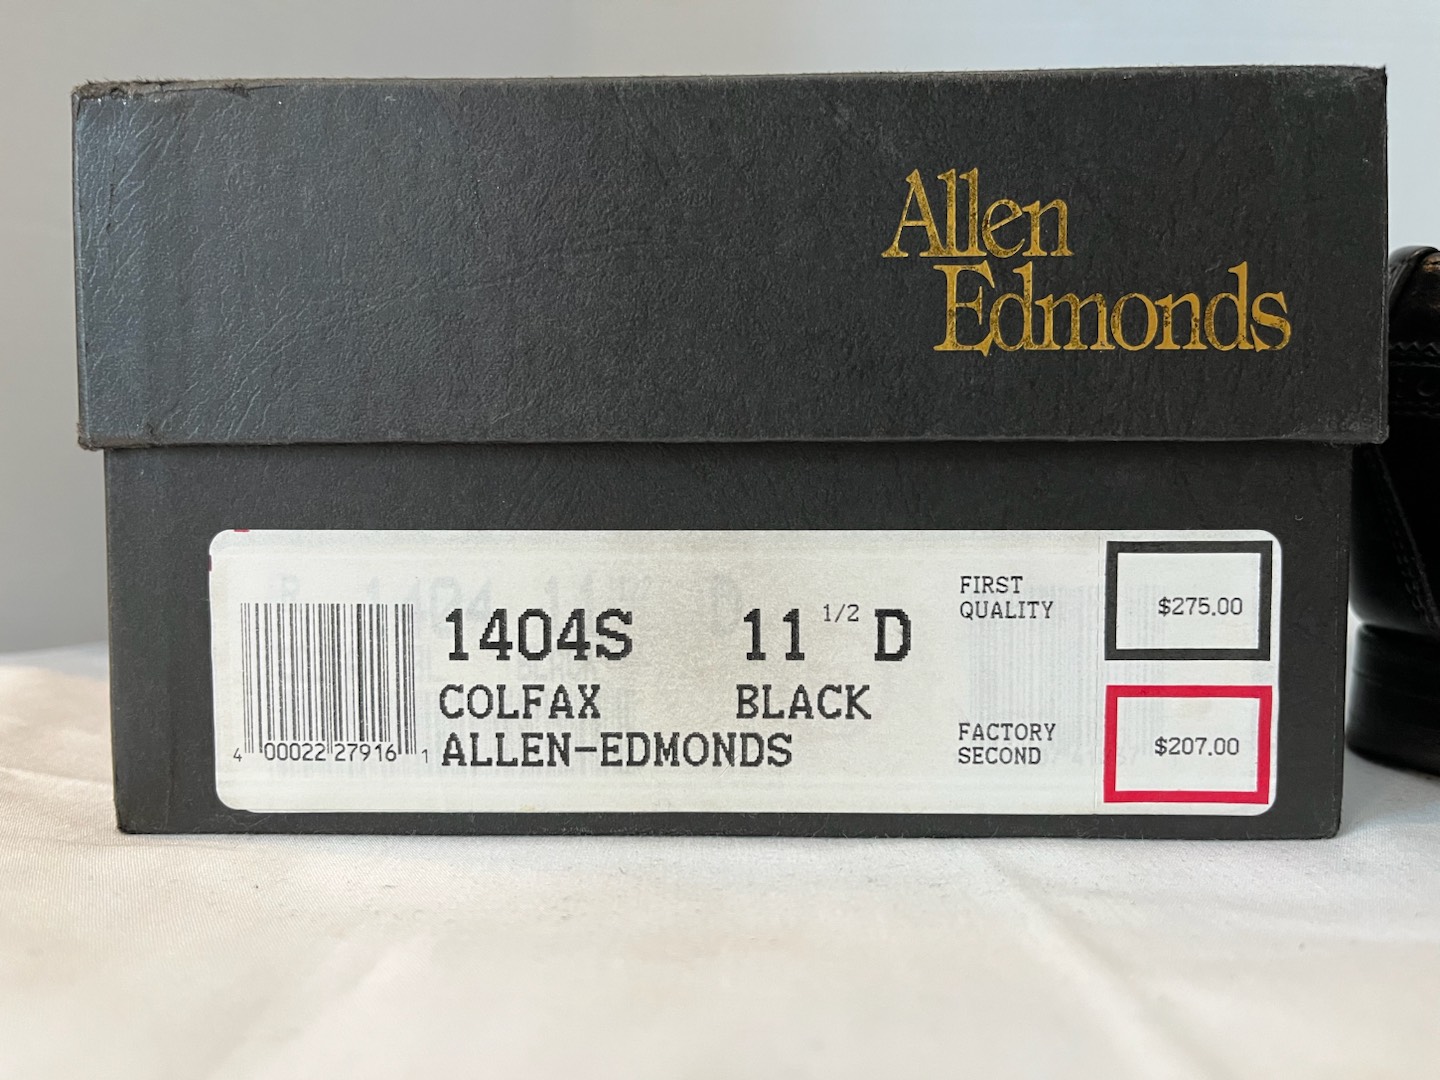 Allen
Edmonds
1404S 11 1/2 D
COLFAX BLACK
ALLEN-EDMONDS
4 00022 27916 1
FIRST
QUALITY
$275.00
FACTORY
SECOND
$207.00